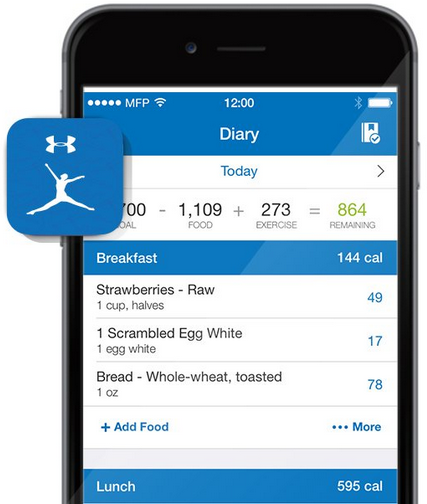 MFP 12:00
Diary
Today
700 - 1,109 + 273 = 864
FOOD EXERCISE REMAINING
Breakfast 144 cal
Strawberries - Raw 49
1 cup, halves
1 Scrambled Egg White 17
1 egg white
Bread - Whole-wheat, toasted 78
1 oz
+ Add Food ••• More
Lunch 595 cal